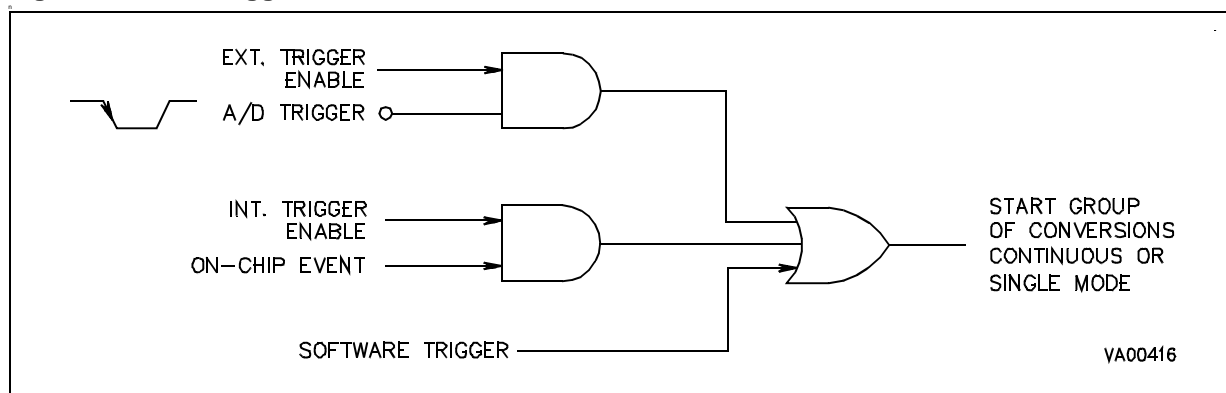 EXT. TRIGGER
ENABLE
A/D TRIGGER
INT. TRIGGER
ENABLE
ON-CHIP EVENT
SOFTWARE TRIGGER
START GROUP
OF CONVERSIONS
CONTINUOUS OR
SINGLE MODE
VA00416